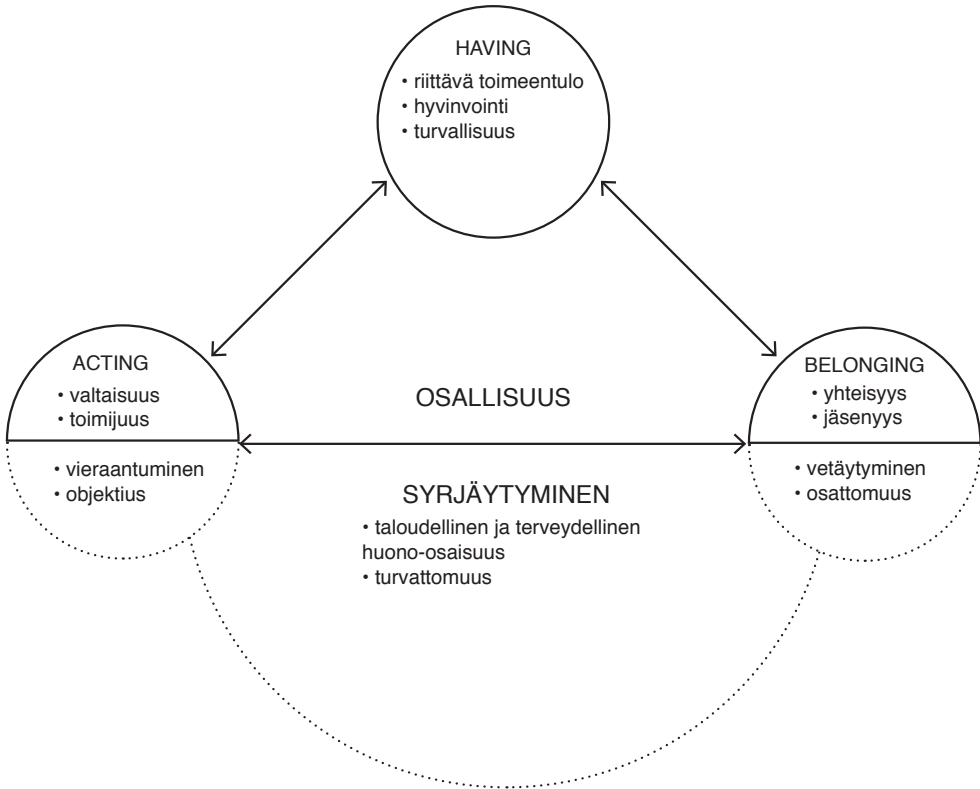 HAVING
• riittävä toimeentulo
• hyvinvointi
• turvallisuus
ACTING
• valtaisuus
• toimijuus
• vieraantuminen
• objektius
OSALLISUUS
SYRJÄYTYMINEN
• taloudellinen ja terveydellinen
huono-osaisuus
• turvattomuus
BELONGING
• yhteisyys
• jäsenyys
• vetäytyminen
• osattomuus